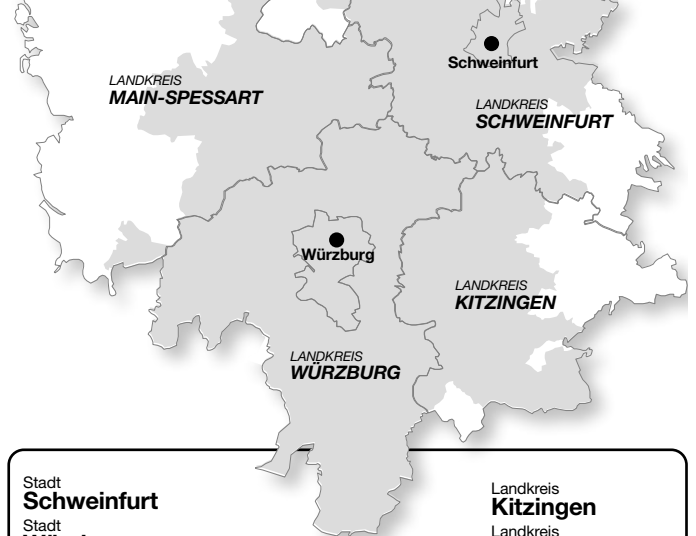 Schweinfurt
LANDKREIS
MAIN-SPESSART
LANDKREIS
SCHWEINFURT
Würzburg
LANDKREIS
KITZINGEN
LANDKREIS
WÜRZBURG
Stadt
Schweinfurt
Stadt
Landkreis
Kitzingen
Landkreis